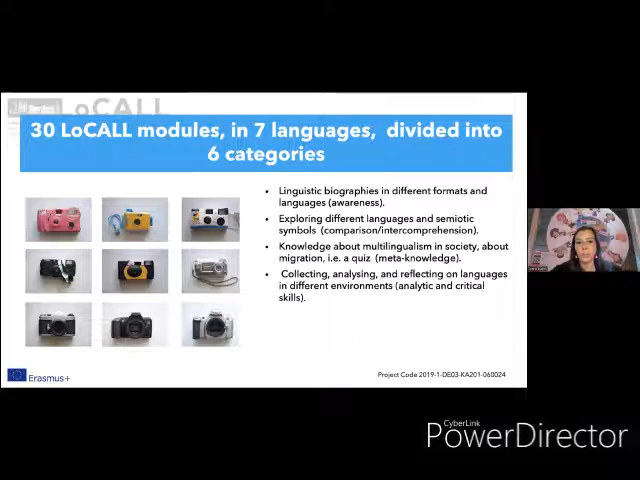 LoCALL
30 LoCALL modules, in 7 languages, divided into
6 categories
• Linguistic biographies in different formats and
languages (awareness).
• Exploring different languages and semiotic
symbols (comparison/intercomprehension).
• Knowledge about multilingualism in society, about
migration, i.e. a quiz (meta-knowledge).
• Collecting, analysing, and reflecting on languages
in different environments (analytic and critical
skills).
Erasmus+
Project Code 2019-1-DE03-KA201-060024
CyberLink
PowerDirector